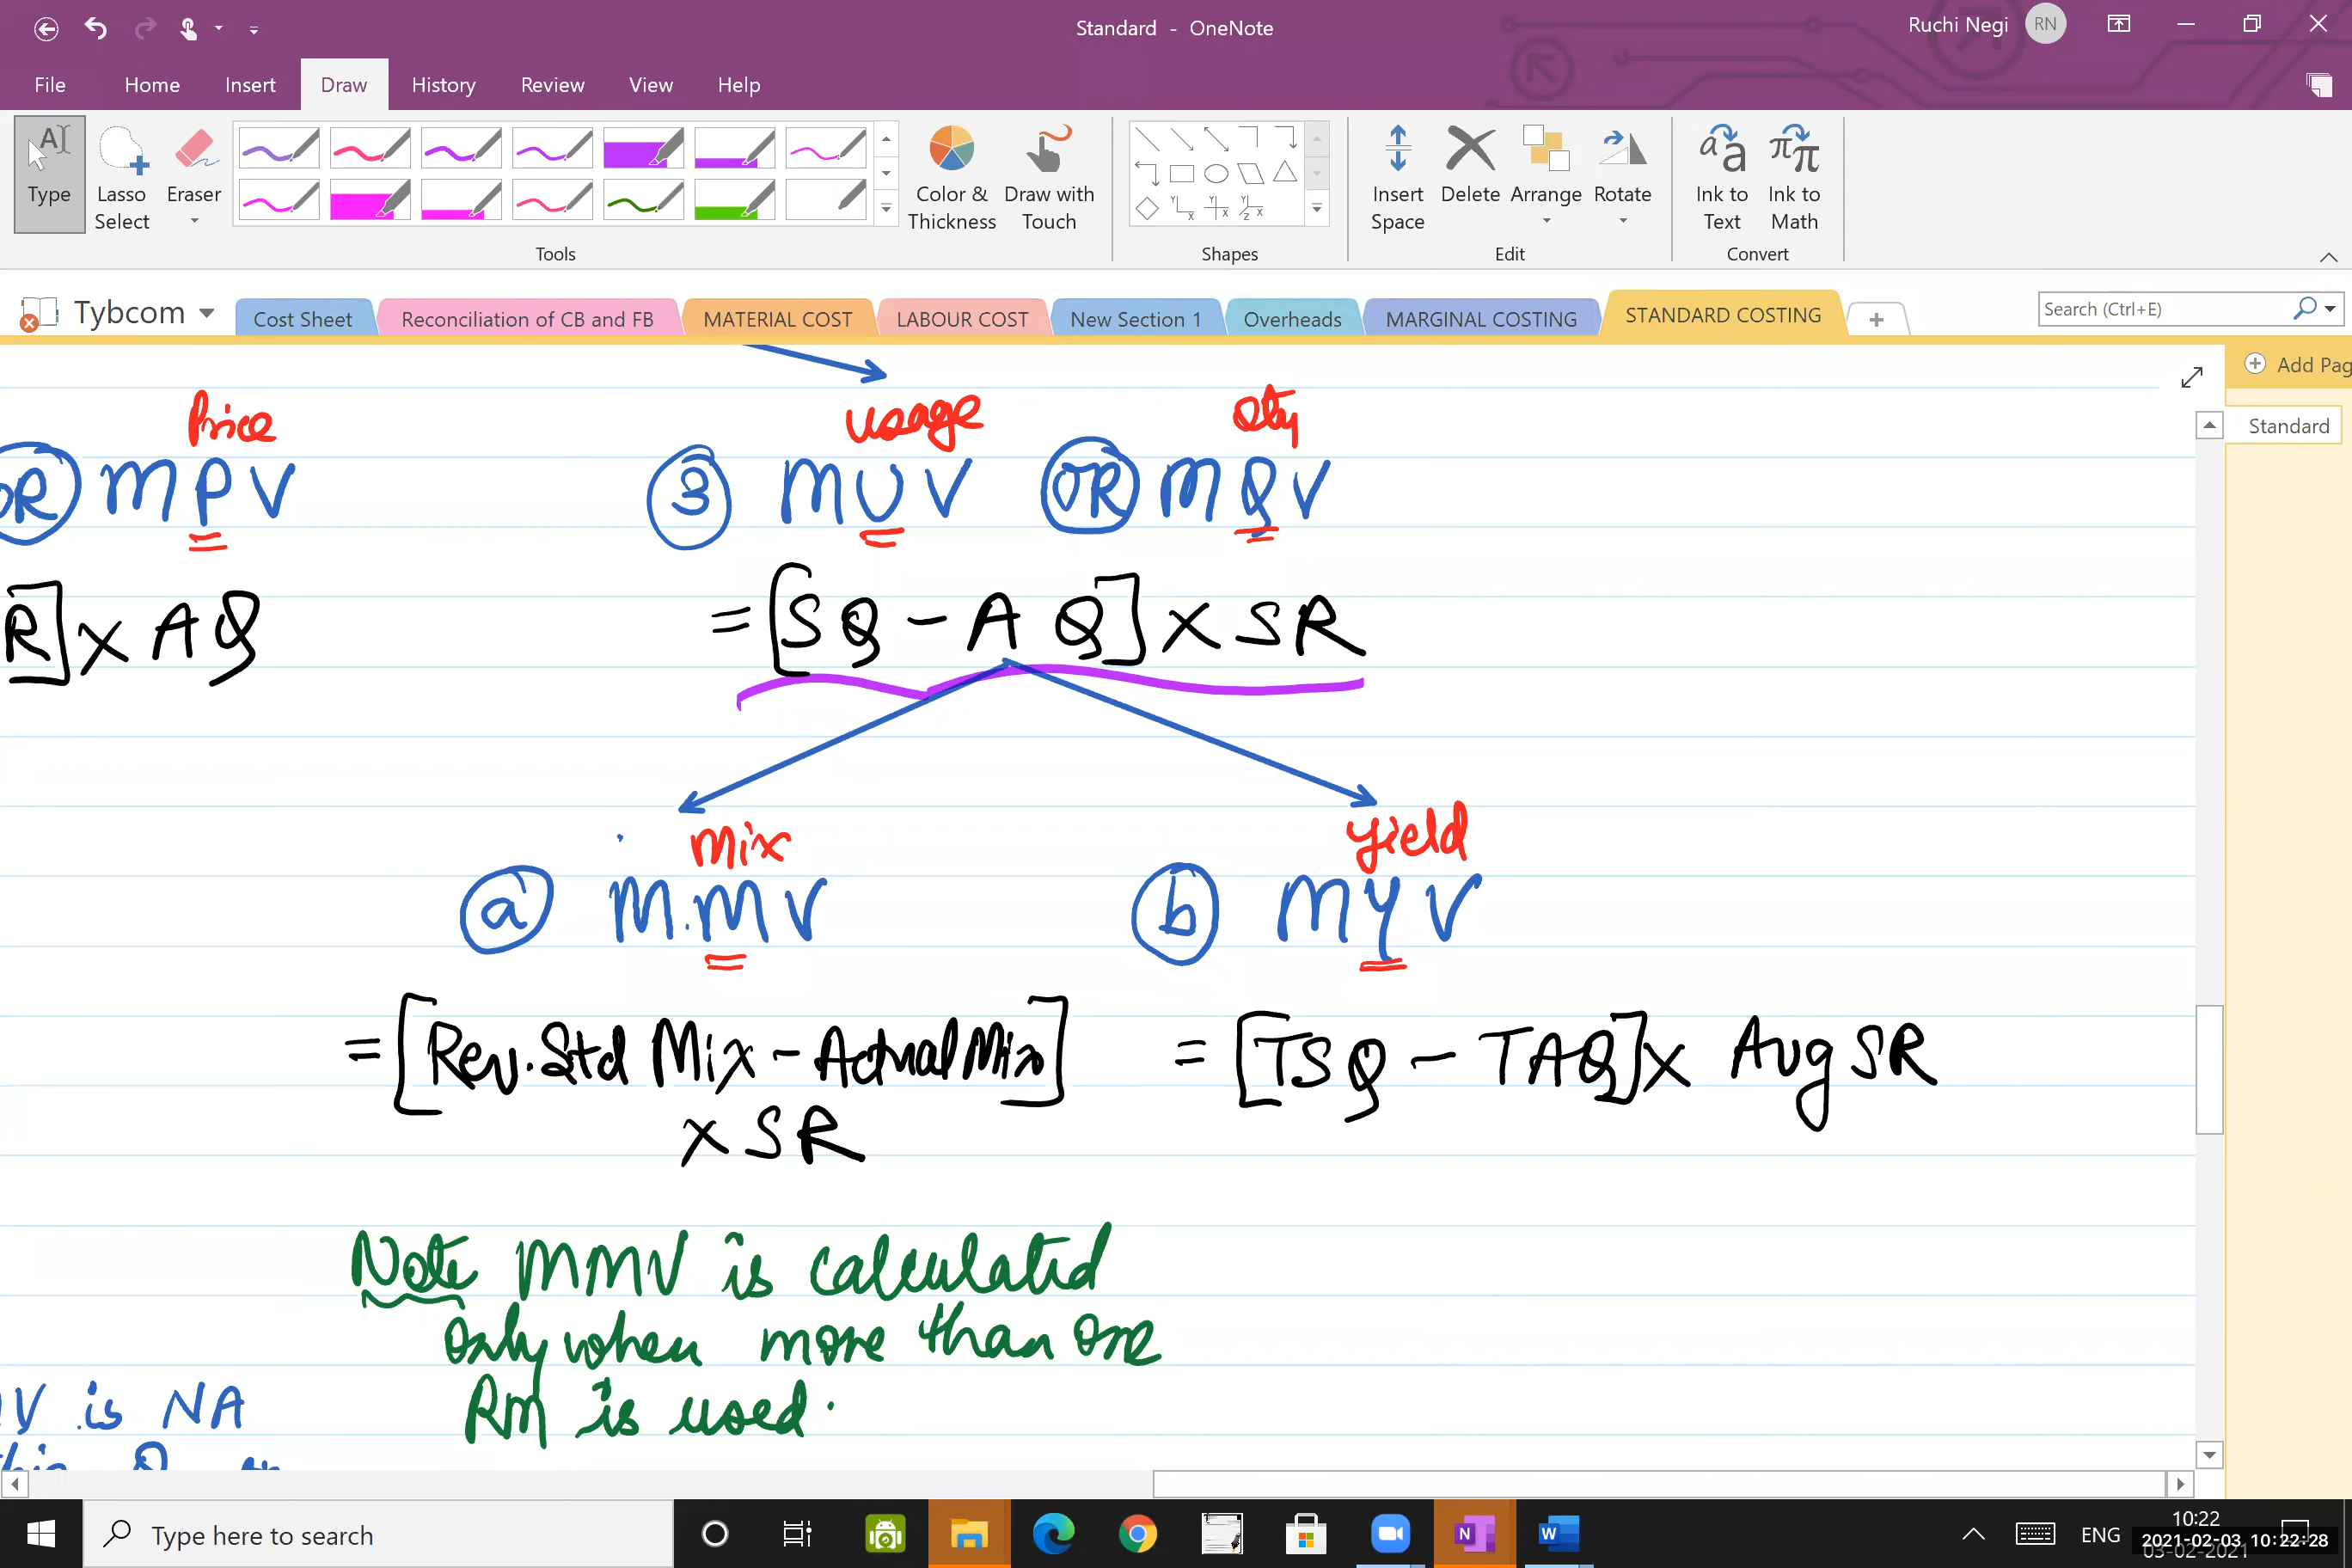 Standard - OneNote
Ruchi Negi RN
File Home Insert Draw History Review View Help
Type
Lasso Select
Eraser
Color & Thickness
Draw with Touch
Insert Space
Delete
Arrange
Rotate
Ink to Text
Ink to Math
Tools
Shapes
Edit
Convert
Tybcom
Cost Sheet
Reconciliation of CB and FB
MATERIAL COST
LABOUR COST
New Section 1
Overheads
MARGINAL COSTING
STANDARD COSTING
Search (Ctrl+E)
Add Pag
Standard
Price usage Qty
OR MPV 3 MUV OR MQV
R] X AQ = [SQ - AQ] X SR
Mix yield
a M.MV b MYV
= [Rev. Std Mix - Actual Mix] = [TSQ - TAQ] X Avg SR
X SR
Note MMV is calculated
only when more than one
V is NA RM is used.
Type here to search
ENG
10:22
03-02-2021
2021-02-03 10:22:28